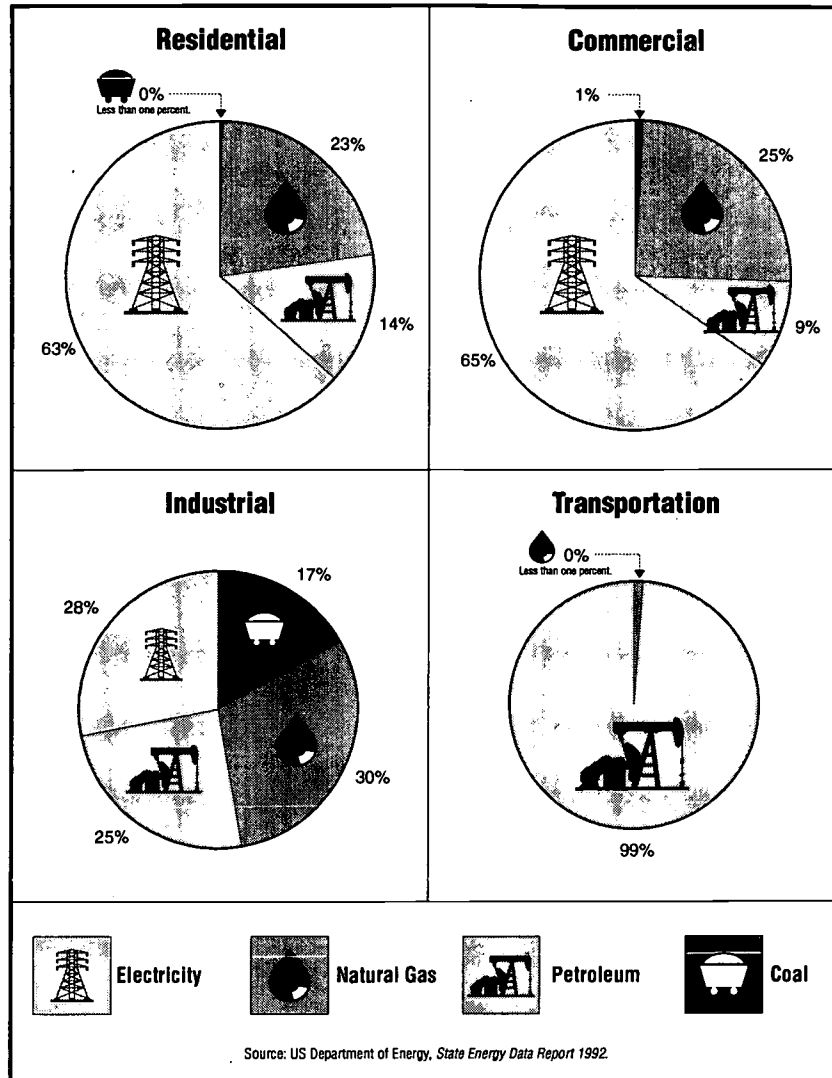 Residential
0%
Less than one percent.
23%
14%
63%
Commercial
1%
25%
9%
65%
Industrial
17%
28%
30%
25%
Transportation
0%
Less than one percent.
99%
Electricity
Natural Gas
Petroleum
Coal
Source: US Department of Energy, State Energy Data Report 1992.